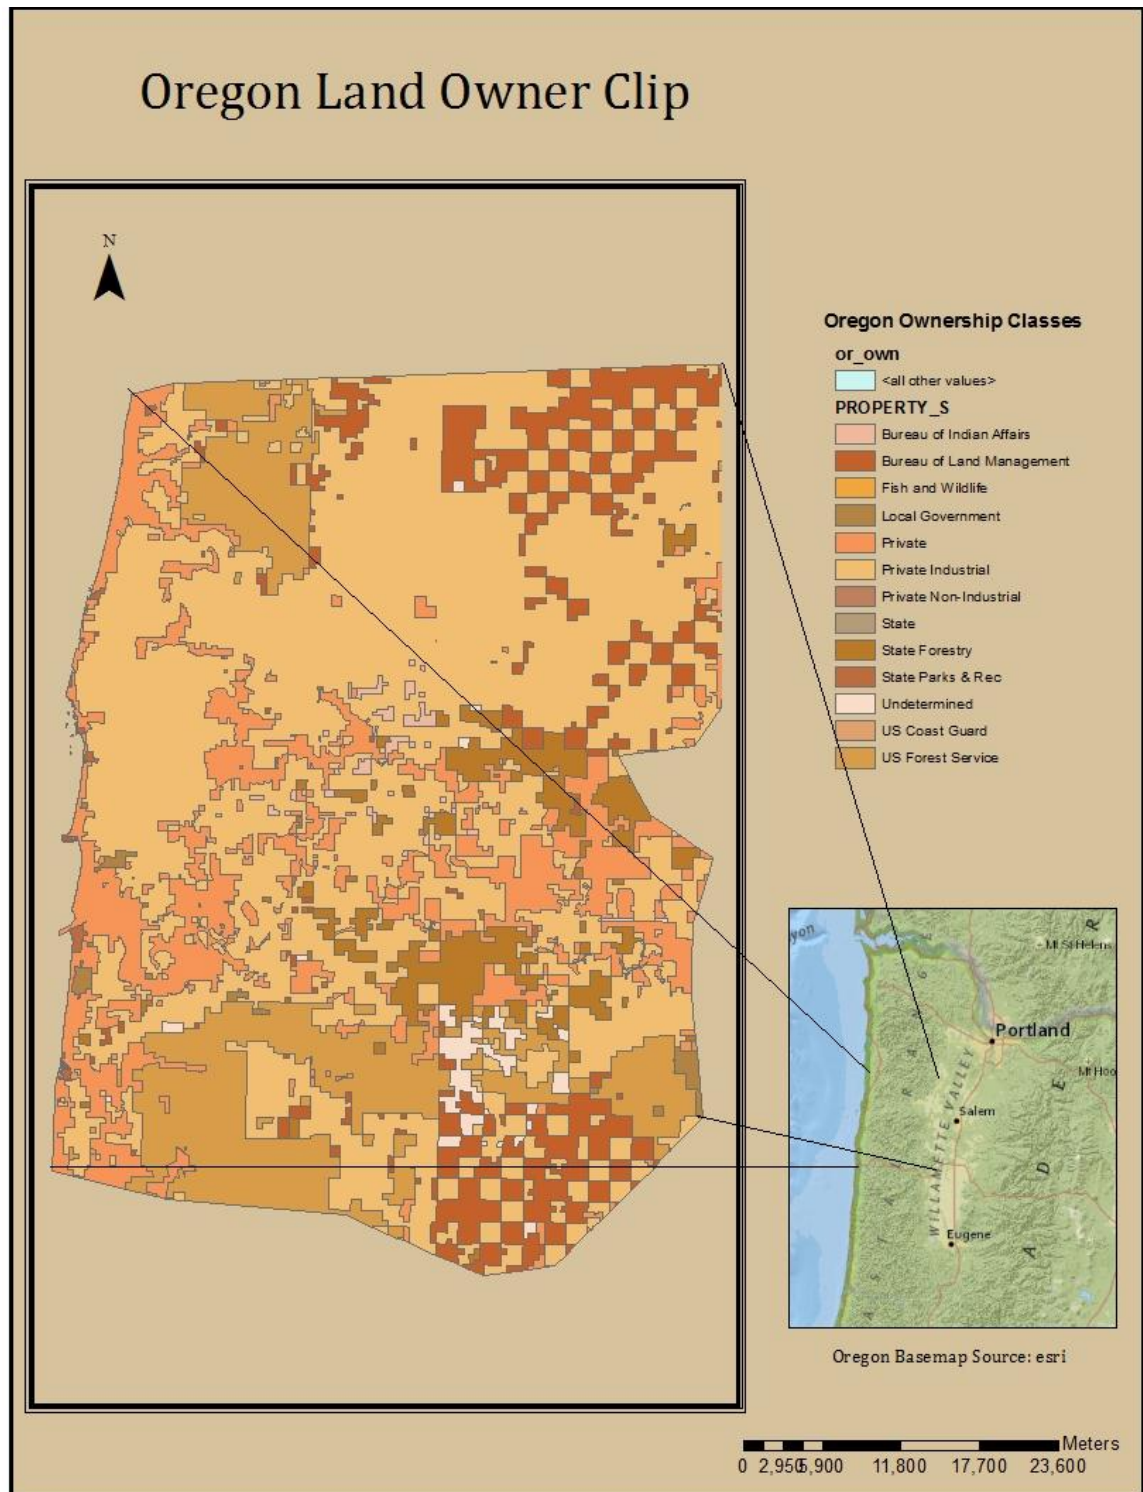 Oregon Land Owner Clip
N
Oregon Ownership Classes
or_own
<all other values>
PROPERTY_S
Bureau of Indian Affairs
Bureau of Land Management
Fish and Wildlife
Local Government
Private
Private Industrial
Private Non-Industrial
State
State Forestry
State Parks & Rec
Undetermined
US Coast Guard
US Forest Service
yon
Mt St Helens
Portland
Mt Hoo
WILLAMETTE VALLEY
Salem
Eugene
Oregon Basemap Source: esri
Meters
0 2,950 5,900 11,800 17,700 23,600